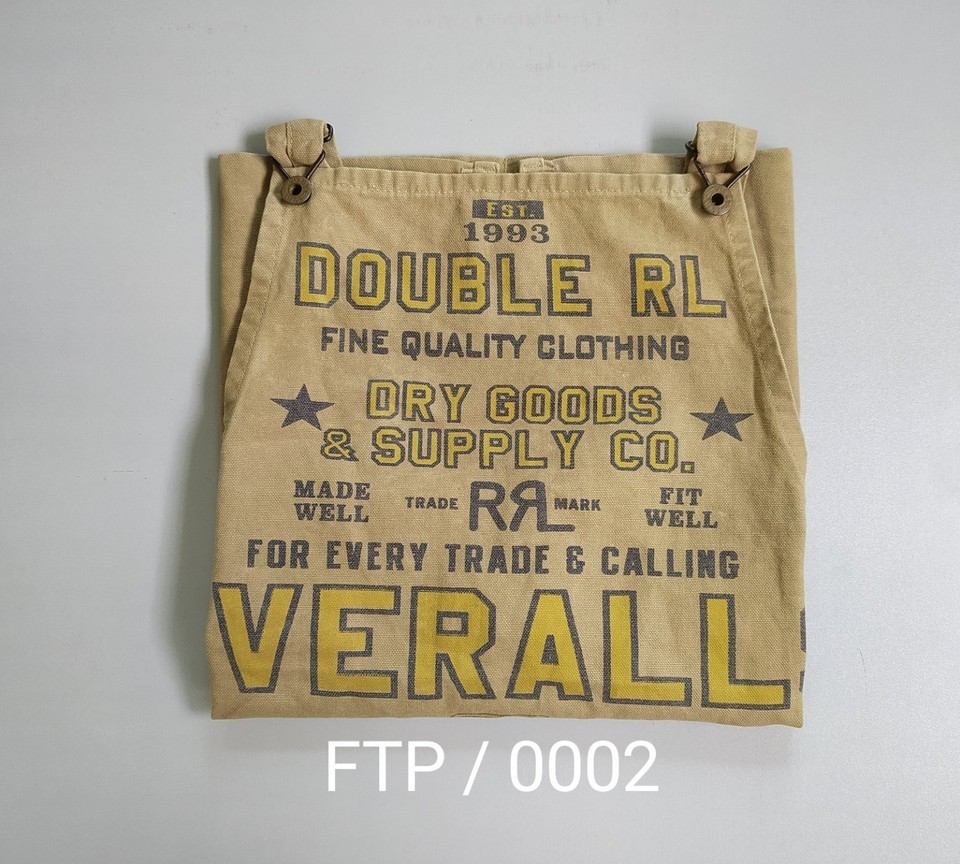 EST.
1993
DOUBLE RL
FINE QUALITY CLOTHING
DRY GOODS
& SUPPLY CO.
MADE WELL
TRADE RRL MARK
FIT WELL
FOR EVERY TRADE & CALLING
VERALLS
FTP / 0002